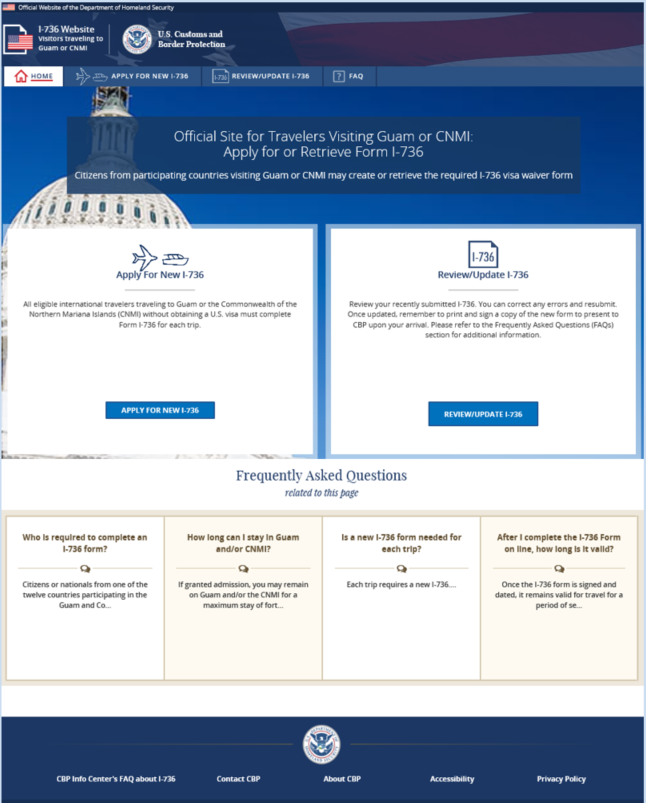 Official Website of the Department of Homeland Security
I-736 Website
Visitors traveling to
Guam or CNMI
U.S. Customs and
Border Protection
HOME
APPLY FOR NEW I-736
I-736
REVIEW/UPDATE I-736
?
FAQ
Official Site for Travelers Visiting Guam or CNMI:
Apply for or Retrieve Form I-736
Citizens from participating countries visiting Guam or CNMI may create or retrieve the required I-736 visa waiver form
Apply For New I-736
All eligible international travelers traveling to Guam or the Commonwealth of the
Northern Mariana Islands (CNMI) without obtaining a U.S. visa must complete
Form I-736 for each trip.
APPLY FOR NEW I-736
I-736
Review/Update I-736
Review your recently submitted I-736. You can correct any errors and resubmit.
Once updated, remember to print and sign a copy of the new form to present to
CBP upon your arrival. Please refer to the Frequently Asked Questions (FAQs)
section for additional information.
REVIEW/UPDATE I-736
Frequently Asked Questions
related to this page
Who is required to complete an
I-736 form?
Citizens or nationals from one of the
twelve countries participating in the
Guam and Co...
How long can I stay in Guam
and/or CNMI?
If granted admission, you may remain
on Guam and/or the CNMI for a
maximum stay of fort...
Is a new I-736 form needed for
each trip?
Each trip requires a new I-736....
After I complete the I-736 Form
on line, how long is it valid?
Once the I-736 form is signed and
dated, it remains valid for travel for a
period of se...
CBP Info Center's FAQ about I-736
Contact CBP
About CBP
Accessibility
Privacy Policy